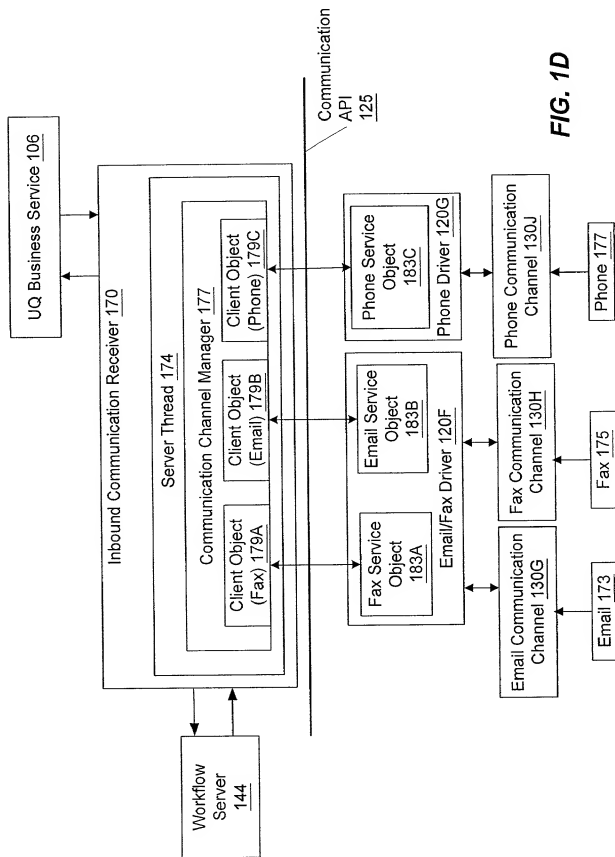 UQ Business Service 106
Inbound Communication Receiver 170
Server Thread 174
Communication Channel Manager 177
Client Object
(Fax) 179A
Client Object
(Email) 179B
Client Object
(Phone) 179C
Workflow
Server
144
Communication
API
125
Fax Service
Object
183A
Email Service
Object
183B
Email/Fax Driver 120F
Phone Service
Object
183C
Phone Driver 120G
Email Communication
Channel 130G
Fax Communication
Channel 130H
Phone Communication
Channel 130J
Email 173
Fax 175
Phone 177
FIG. 1D